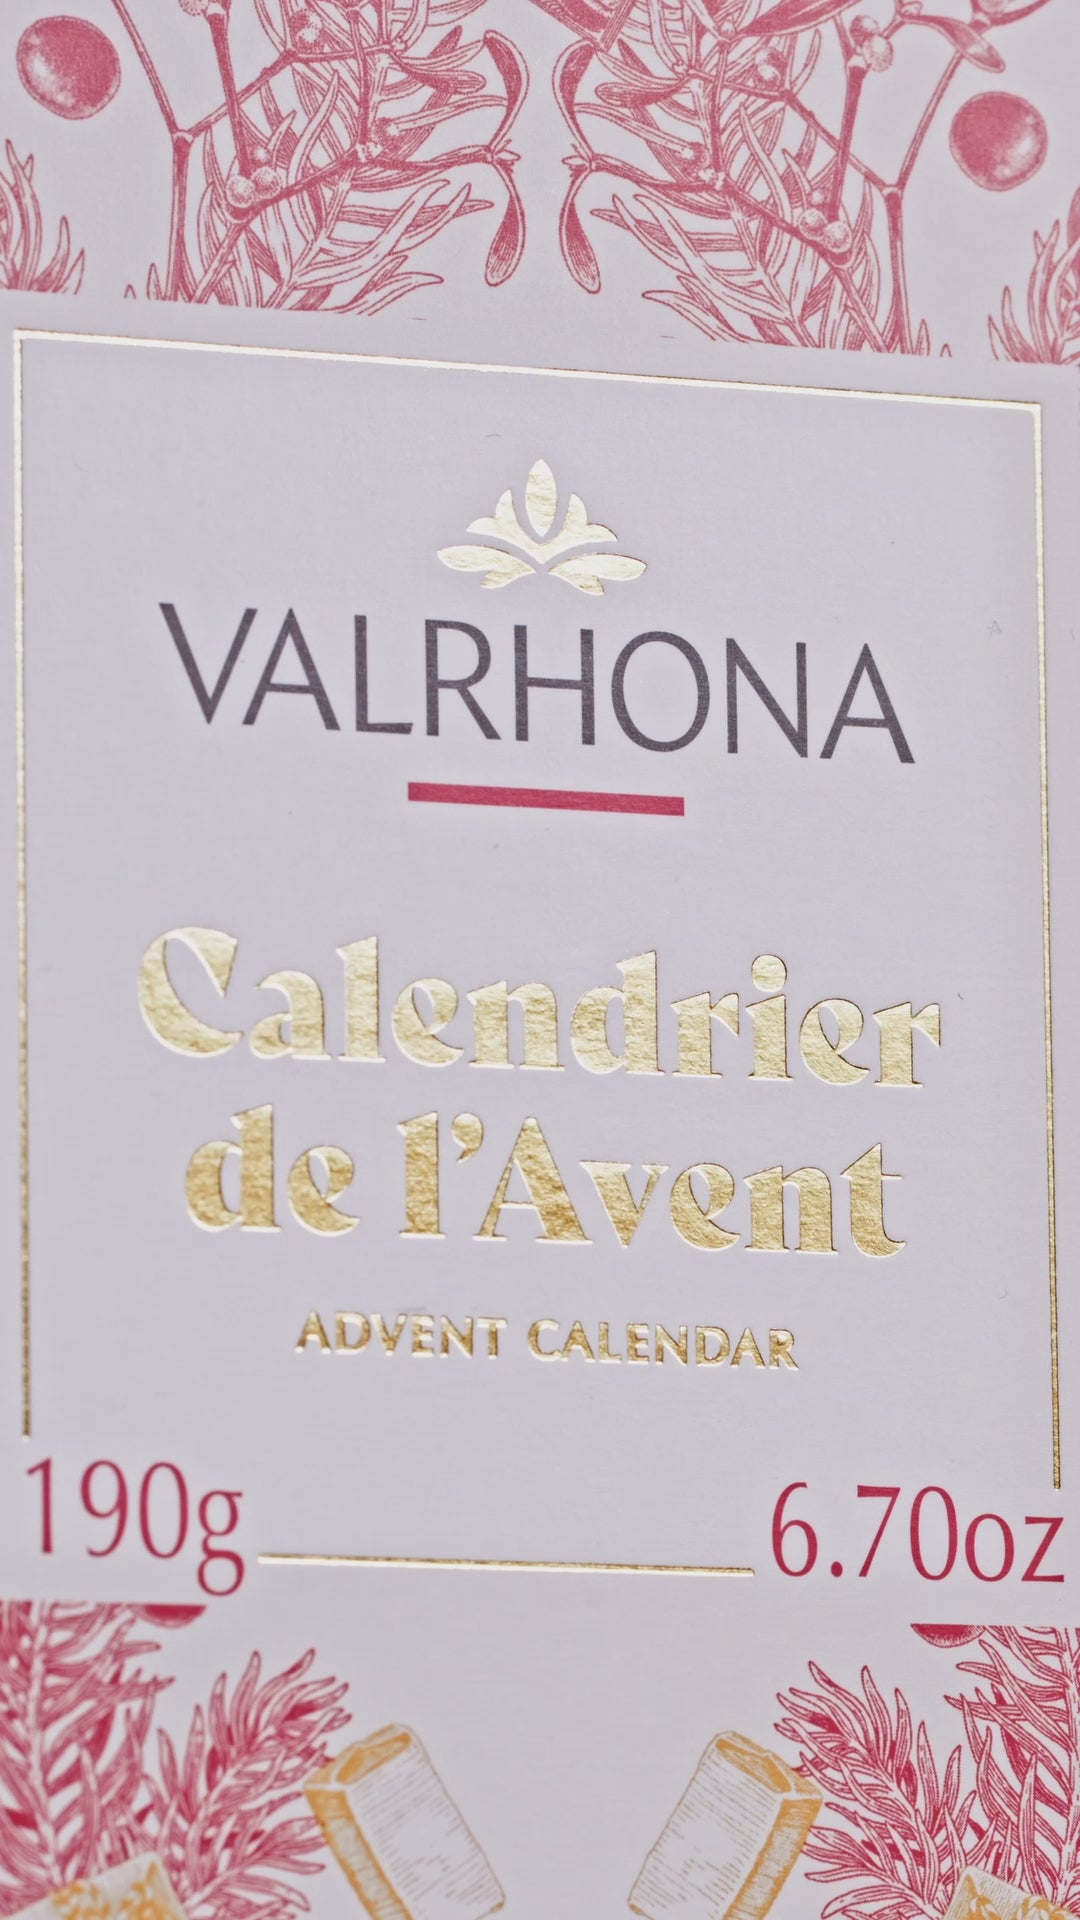 VALRHONA
Calendrier
de l'Avent
ADVENT CALENDAR
190g 6.70oz